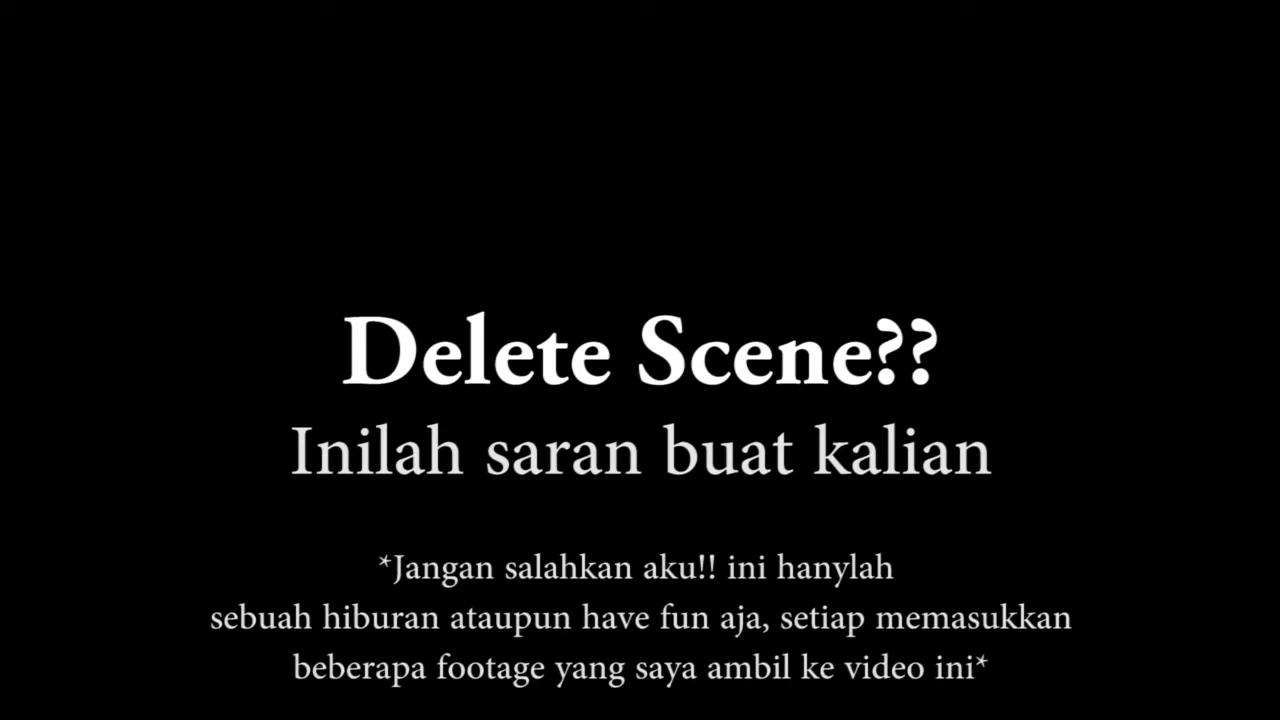 Delete Scene??
Inilah saran buat kalian
*Jangan salahkan aku!! ini hanylah
sebuah hiburan ataupun have fun aja, setiap memasukkan
beberapa footage yang saya ambil ke video ini*